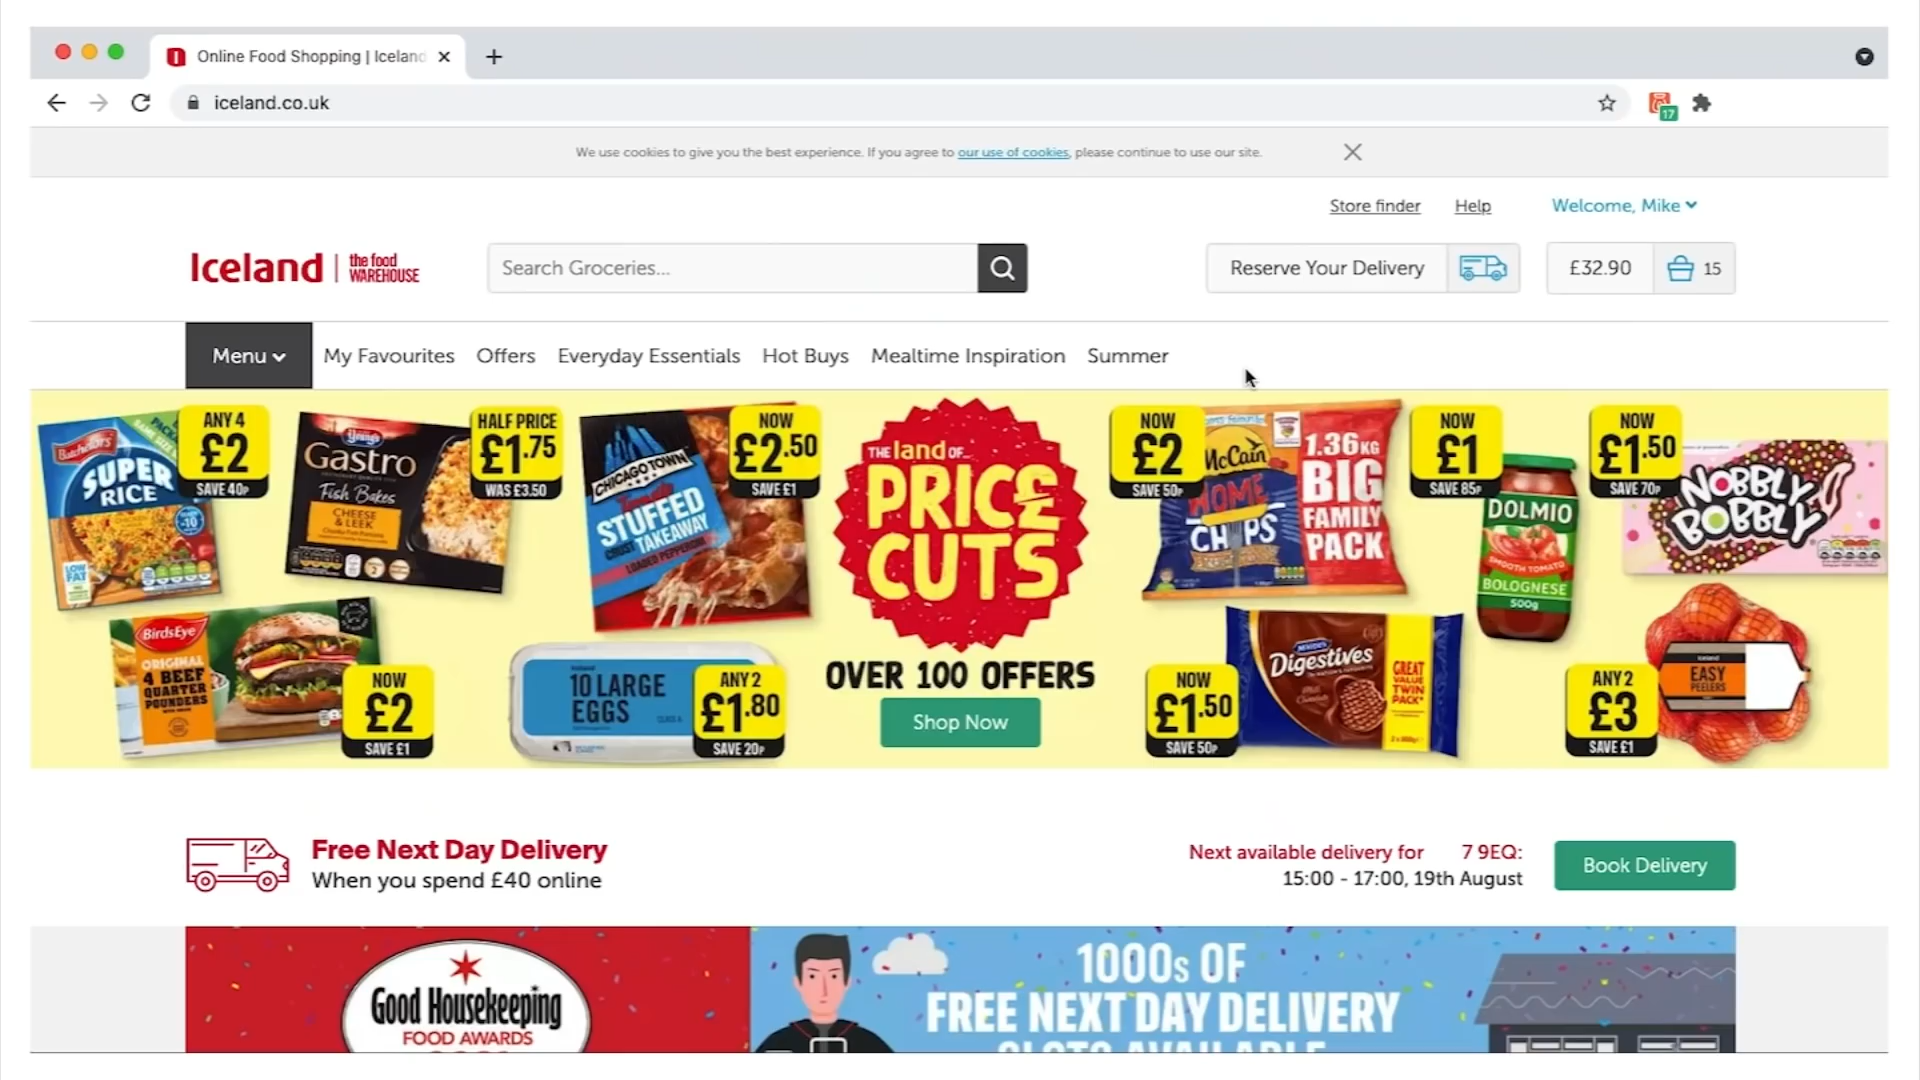 Online Food Shopping | Iceland
iceland.co.uk
17
We use cookies to give you the best experience. If you agree to our use of cookies, please continue to use our site.
Store finder
Help
Welcome, Mike
Iceland | the food WAREHOUSE
Search Groceries...
Reserve Your Delivery
£32.90
15
Menu
My Favourites
Offers
Everyday Essentials
Hot Buys
Mealtime Inspiration
Summer
Batchelors
SUPER
RICE
LOW
FAT
ANY 4
£2
SAVE 40P
Young's
Gastro
Fish Bakes
CHEESE
& LEEK
HALF PRICE
£1.75
WAS £3.50
CHICAGO TOWN
STUFFED
CRUST TAKEAWAY
LOADED PEPPERONI
NOW
£2.50
SAVE £1
THE land OF...
PRIC£
CUTS
OVER 100 OFFERS
Shop Now
NOW
£2
SAVE 50P
McCain
HOME
CHIPS
1.36KG
BIG
FAMILY
PACK
NOW
£1
SAVE 85P
DOLMIO
SMOOTH TOMATO
BOLOGNESE
500g
NOW
£1.50
SAVE 70P
NOBBLY
BOBBLY
BirdsEye
ORIGINAL
4 BEEF
QUARTER
POUNDERS
NOW
£2
SAVE £1
Iceland
10 LARGE
EGGS
CLASS A
ANY 2
£1.80
SAVE 20P
NOW
£1.50
SAVE 50P
McVitie's
Digestives
Milk
Chocolate
GREAT
VALUE
TWIN
PACK*
ANY 2
£3
SAVE £1
Iceland
EASY
PEELERS
Free Next Day Delivery
When you spend £40 online
Next available delivery for 7 9EQ:
15:00 - 17:00, 19th August
Book Delivery
Good Housekeeping
FOOD AWARDS
1000s OF
FREE NEXT DAY DELIVERY
SLOTS AVAILABLE